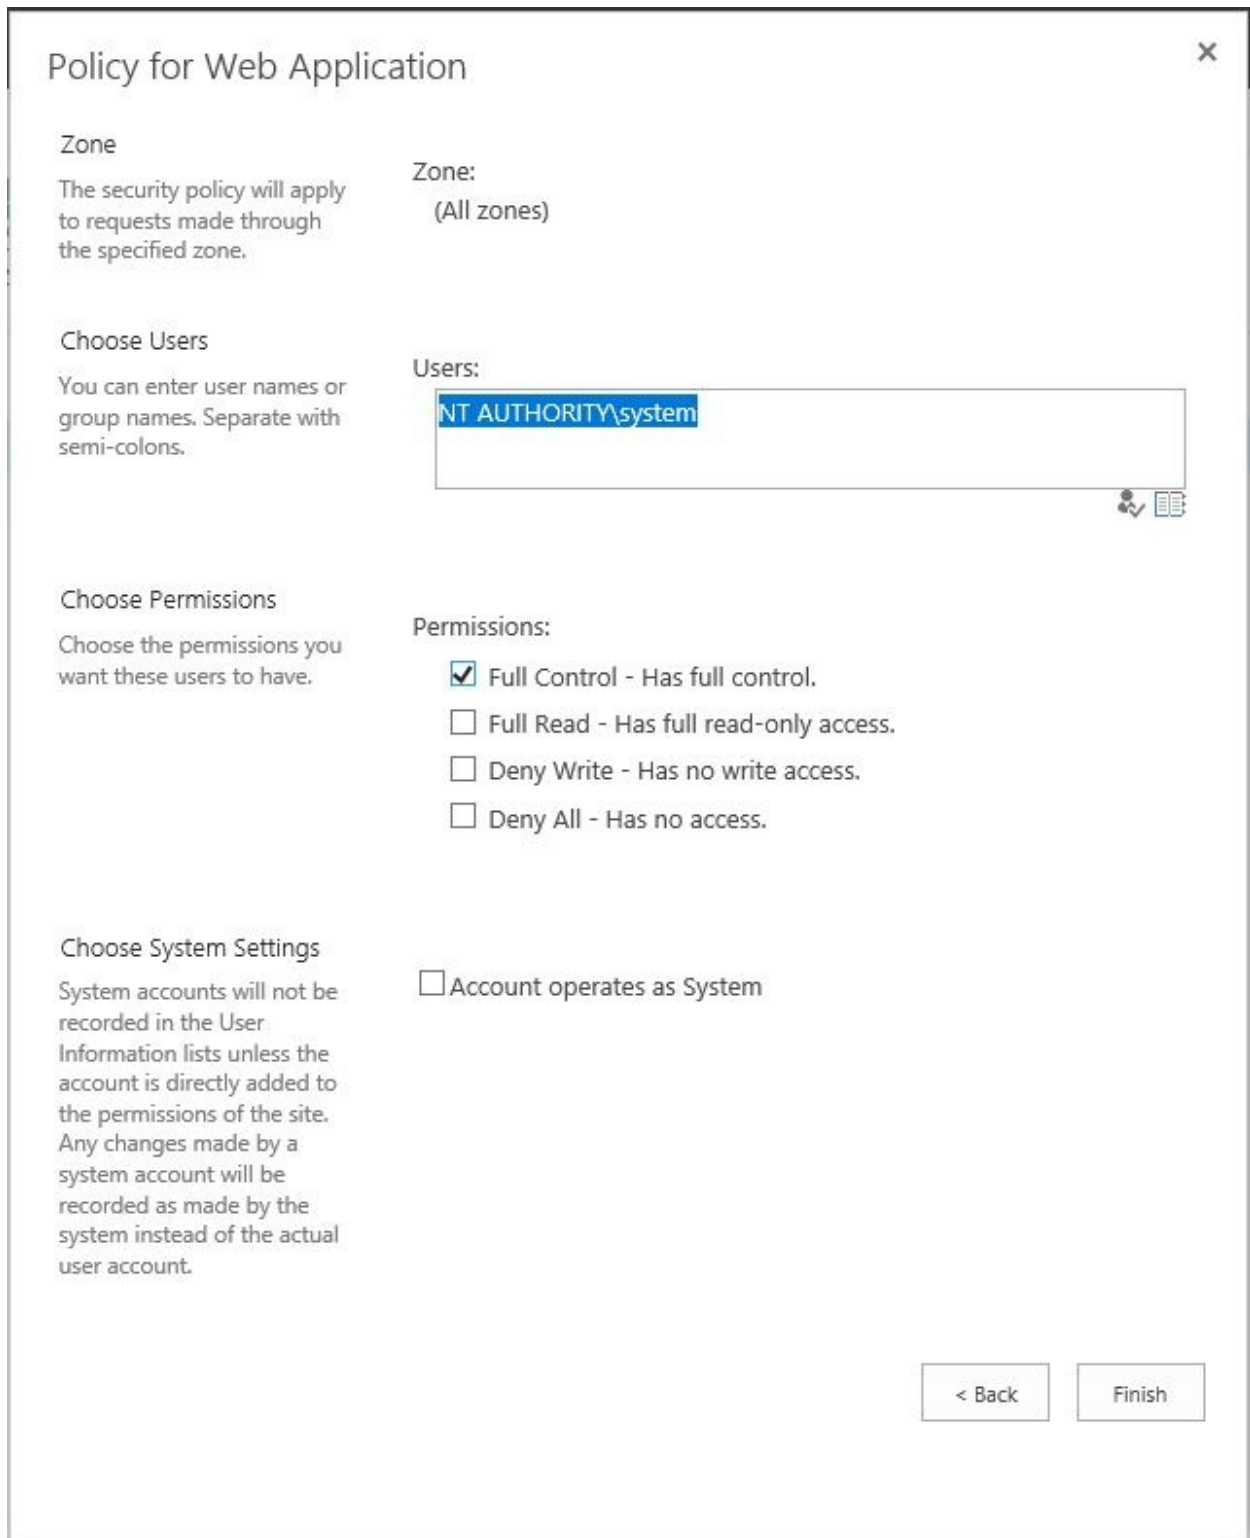 Policy for Web Application
Zone
The security policy will apply
to requests made through
the specified zone.
Zone:
(All zones)
Choose Users
You can enter user names or
group names. Separate with
semi-colons.
Users:
NT AUTHORITY\system
Choose Permissions
Choose the permissions you
want these users to have.
Permissions:
Full Control - Has full control.
Full Read - Has full read-only access.
Deny Write - Has no write access.
Deny All - Has no access.
Choose System Settings
System accounts will not be
recorded in the User
Information lists unless the
account is directly added to
the permissions of the site.
Any changes made by a
system account will be
recorded as made by the
system instead of the actual
user account.
Account operates as System
< Back
Finish